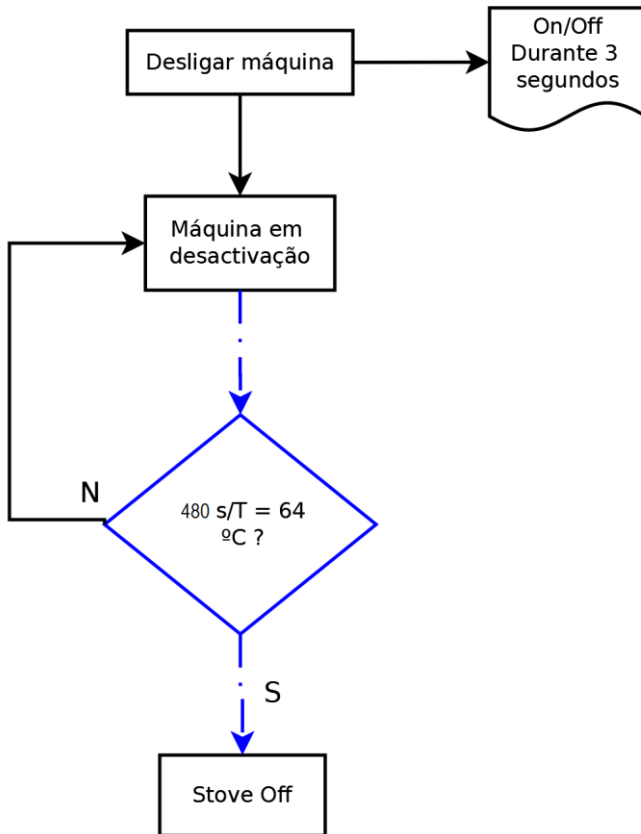 Desligar máquina
On/Off
Durante 3
segundos
Máquina em
desactivação
N
480 s/T = 64
ºC ?
S
Stove Off